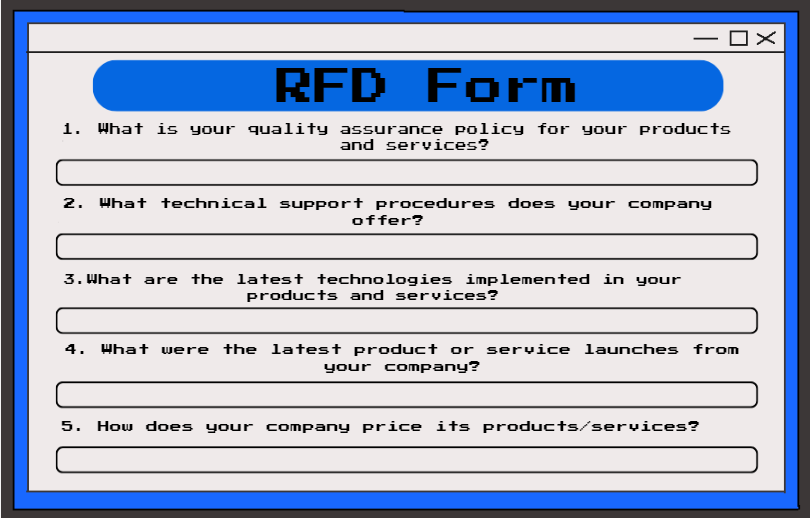 RFD Form
1. What is your quality assurance policy for your products
and services?
2. What technical support procedures does your company
offer?
3.What are the latest technologies implemented in your
products and services?
4. What were the latest product or service launches from
your company?
5. How does your company price its products/services?